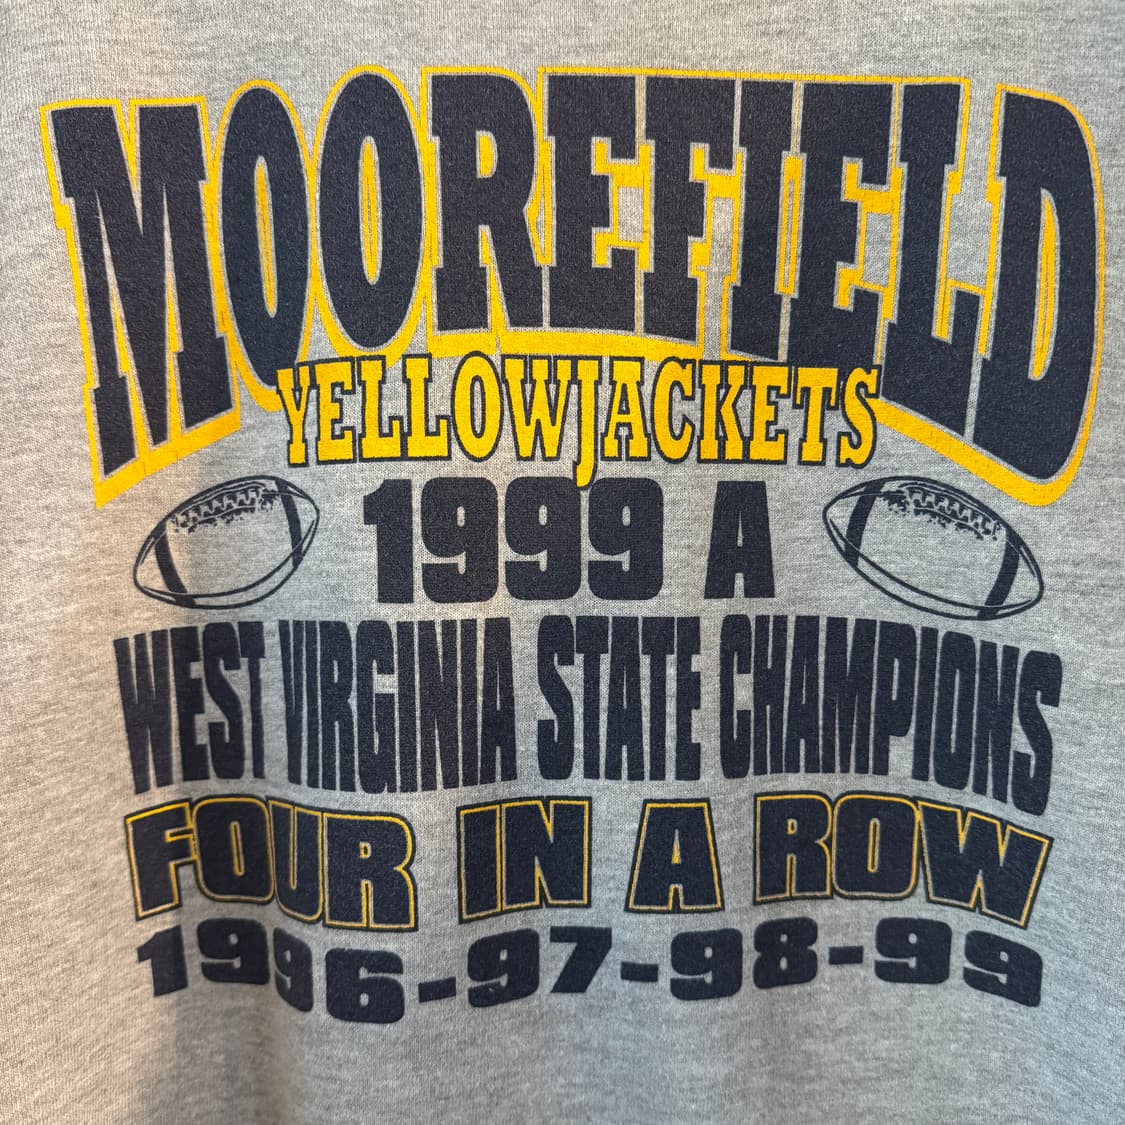 MOOREFIELD
YELLOWJACKETS
1999 A
WEST VIRGINIA STATE CHAMPIONS
FOUR IN A ROW
1996-97-98-99